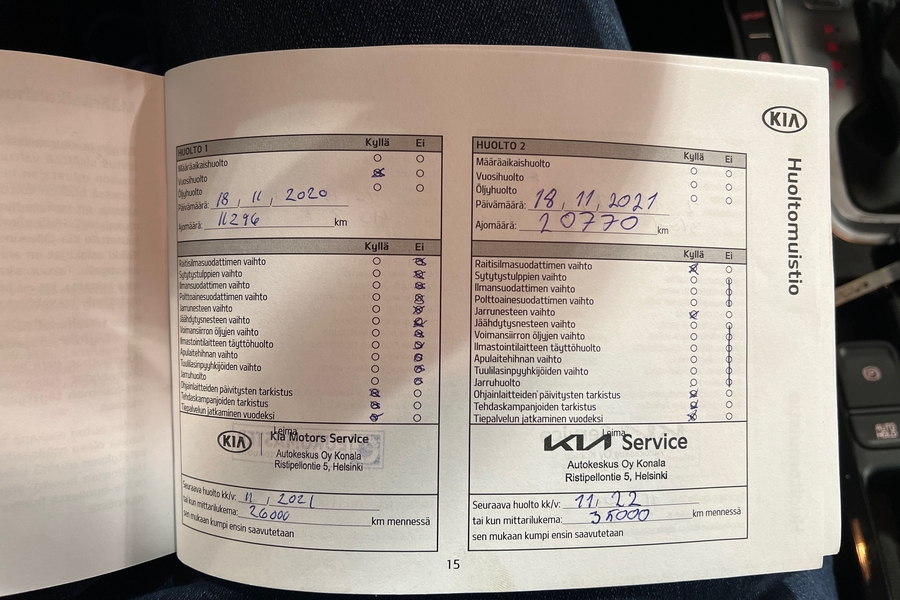 KIA
Huoltomuistio
HUOLTO 1 Kyllä Ei
Määräaikaishuolto
Vuosihuolto
Öljyhuolto
Päivämäärä: 18, 11, 2020
Ajomäärä: 11296 km
Kyllä Ei
Raitisilmasuodattimen vaihto
Sytytystulppien vaihto
Ilmansuodattimen vaihto
Polttoainesuodattimen vaihto
Jarrunesteen vaihto
Jäähdytysnesteen vaihto
Voimansiirron öljyjen vaihto
Ilmastointilaitteen täyttöhuolto
Apulaitehihnan vaihto
Tuulilasinpyyhkijöiden vaihto
Jarruhuolto
Ohjainlaitteiden päivitysten tarkistus
Tehdaskampanjoiden tarkistus
Tiepalvelun jatkaminen vuodeksi
Leima
KIA Kia Motors Service
Autokeskus Oy Konala
Ristipellontie 5, Helsinki
Seuraava huolto kk/v: 11, 2021
tai kun mittarilukema: 26000 km mennessä
sen mukaan kumpi ensin saavutetaan
HUOLTO 2 Kyllä Ei
Määräaikaishuolto
Vuosihuolto
Öljyhuolto
Päivämäärä: 18, 11, 2021
Ajomäärä: 20770 km
Kyllä Ei
Raitisilmasuodattimen vaihto
Sytytystulppien vaihto
Ilmansuodattimen vaihto
Polttoainesuodattimen vaihto
Jarrunesteen vaihto
Jäähdytysnesteen vaihto
Voimansiirron öljyjen vaihto
Ilmastointilaitteen täyttöhuolto
Apulaitehihnan vaihto
Tuulilasinpyyhkijöiden vaihto
Jarruhuolto
Ohjainlaitteiden päivitysten tarkistus
Tehdaskampanjoiden tarkistus
Tiepalvelun jatkaminen vuodeksi
Leima
KIA Service
Autokeskus Oy Konala
Ristipellontie 5, Helsinki
Seuraava huolto kk/v: 11, 22
tai kun mittarilukema: 35000 km mennessä
sen mukaan kumpi ensin saavutetaan
15
AUTO
HOLD